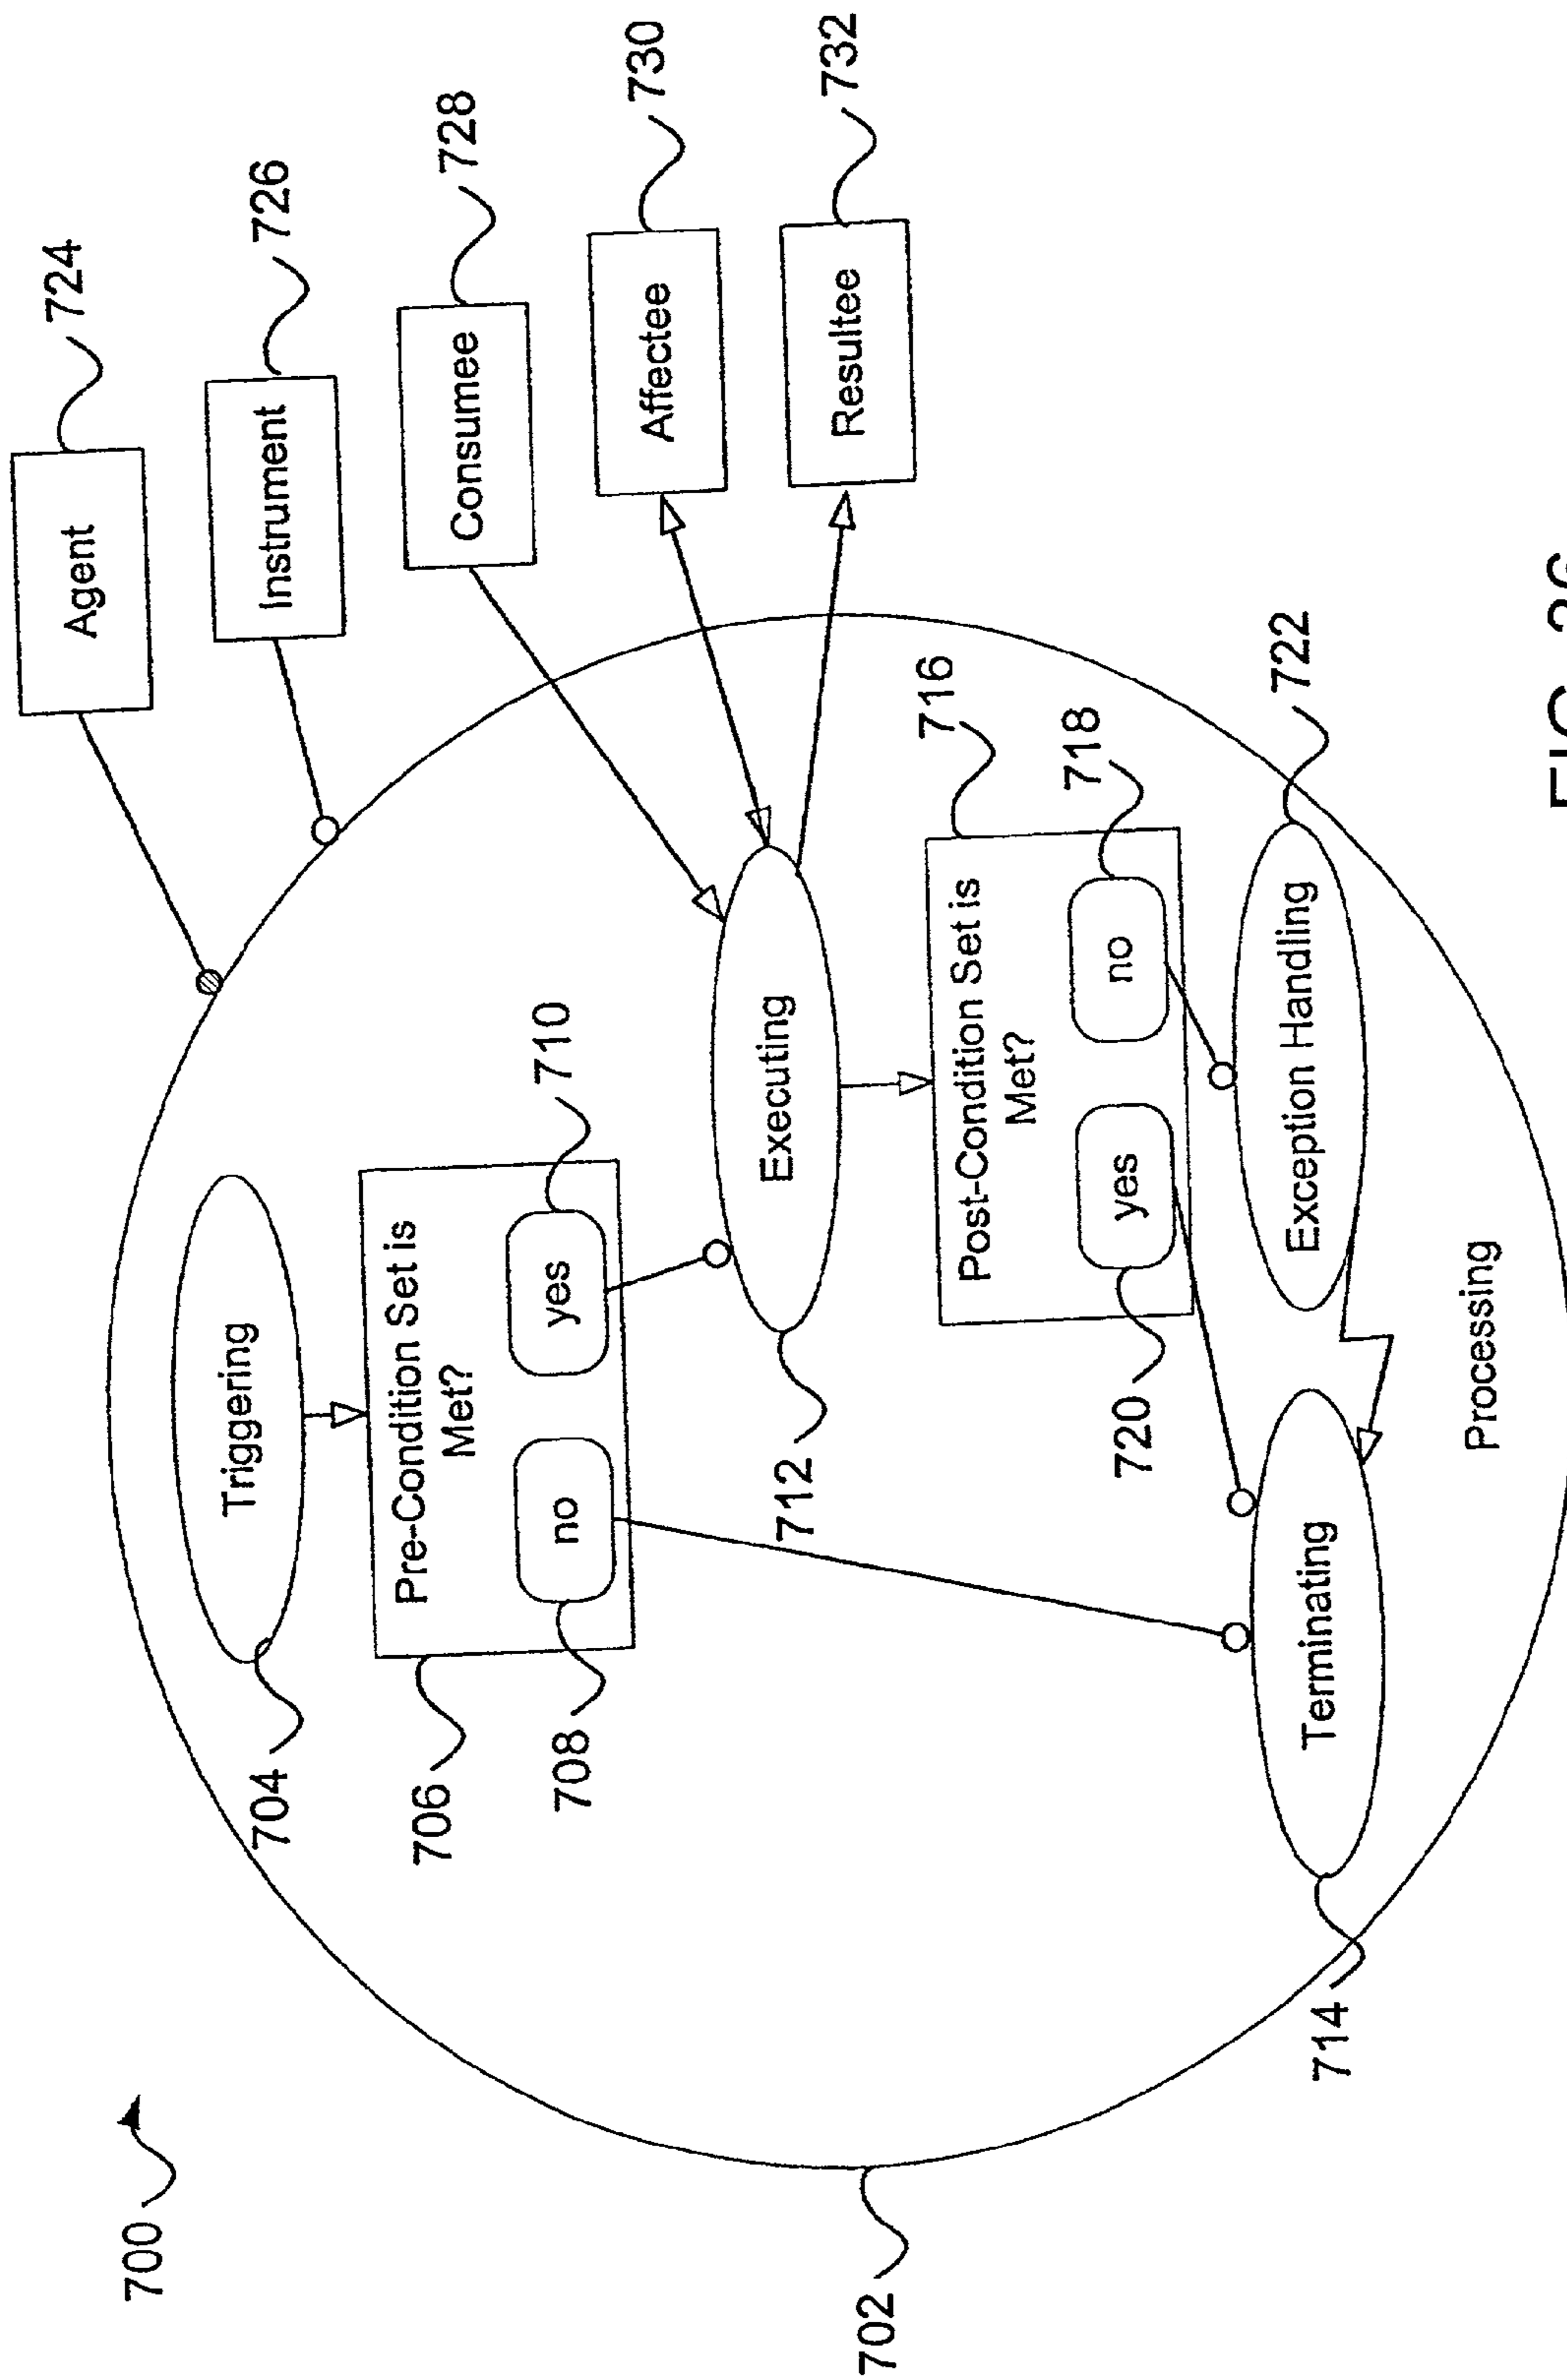 700
Agent
724
Instrument
726
Consumee
728
Affectee
730
Resultee
732
702
Triggering
704
Pre-Condition Set is
Met?
706
no
708
yes
710
Executing
712
Post-Condition Set is
Met?
716
yes
720
no
718
Exception Handling
722
Terminating
714
Processing